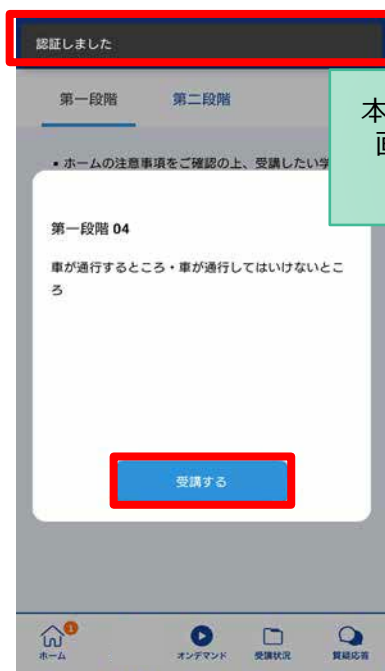 認証しました
第一段階 第二段階
本
画
• ホームの注意事項をご確認の上、受講したい学
第一段階 04
車が通行するところ・車が通行してはいけないとこ
ろ
受講する
1
ホーム オンデマンド 受講状況 質疑応答